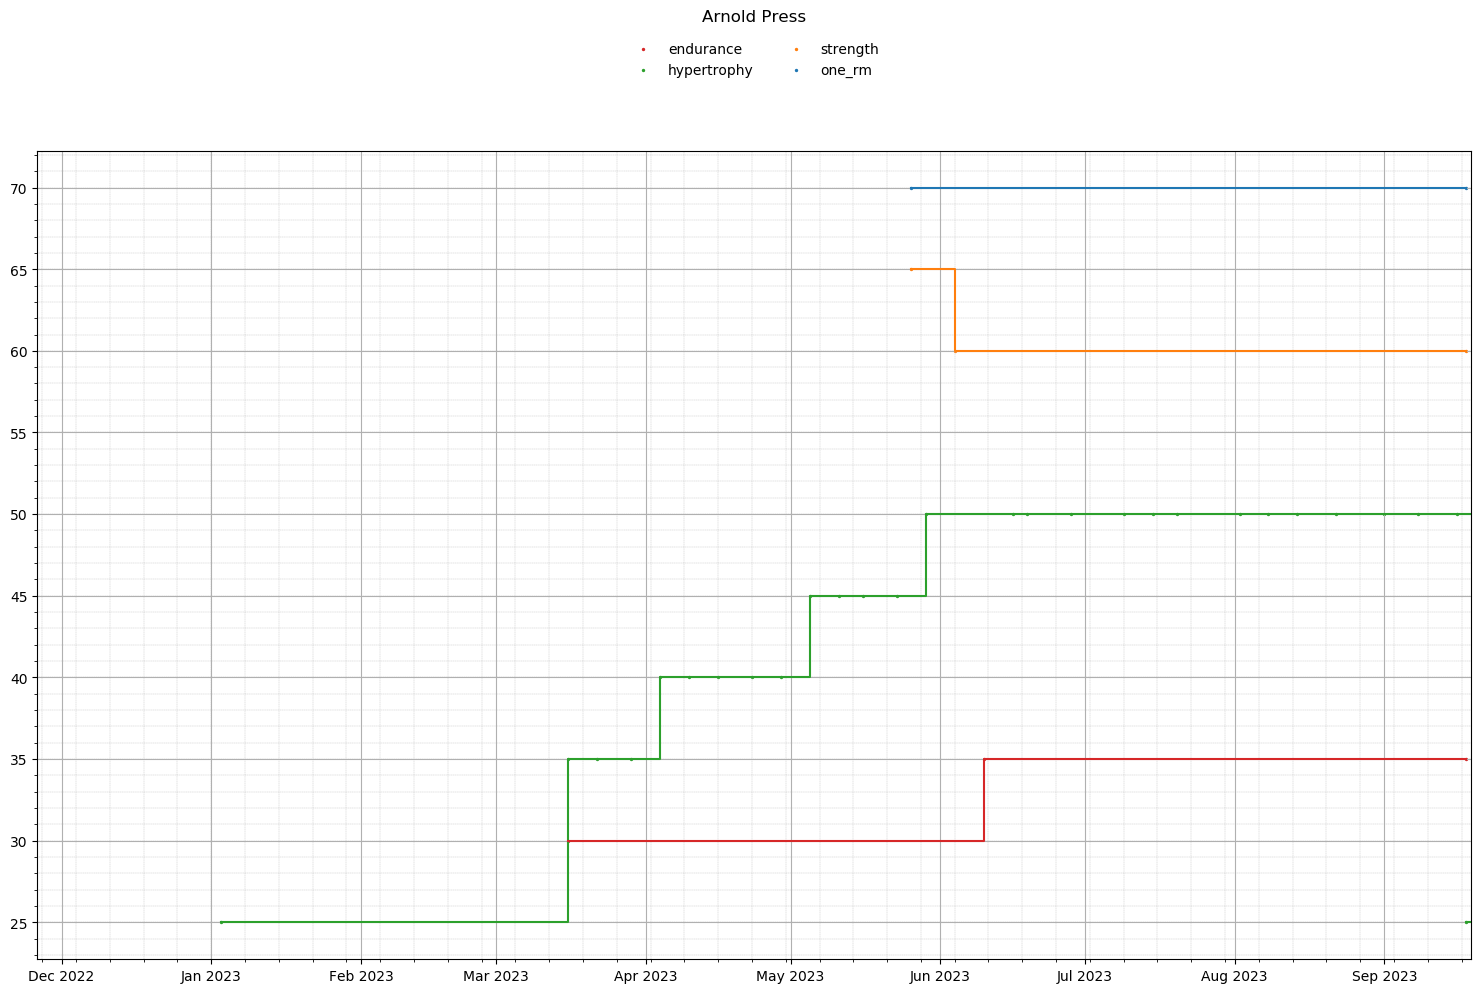 Arnold Press
endurance strength
hypertrophy one_rm
70
65
60
55
50
45
40
35
30
25
Dec 2022 Jan 2023 Feb 2023 Mar 2023 Apr 2023 May 2023 Jun 2023 Jul 2023 Aug 2023 Sep 2023